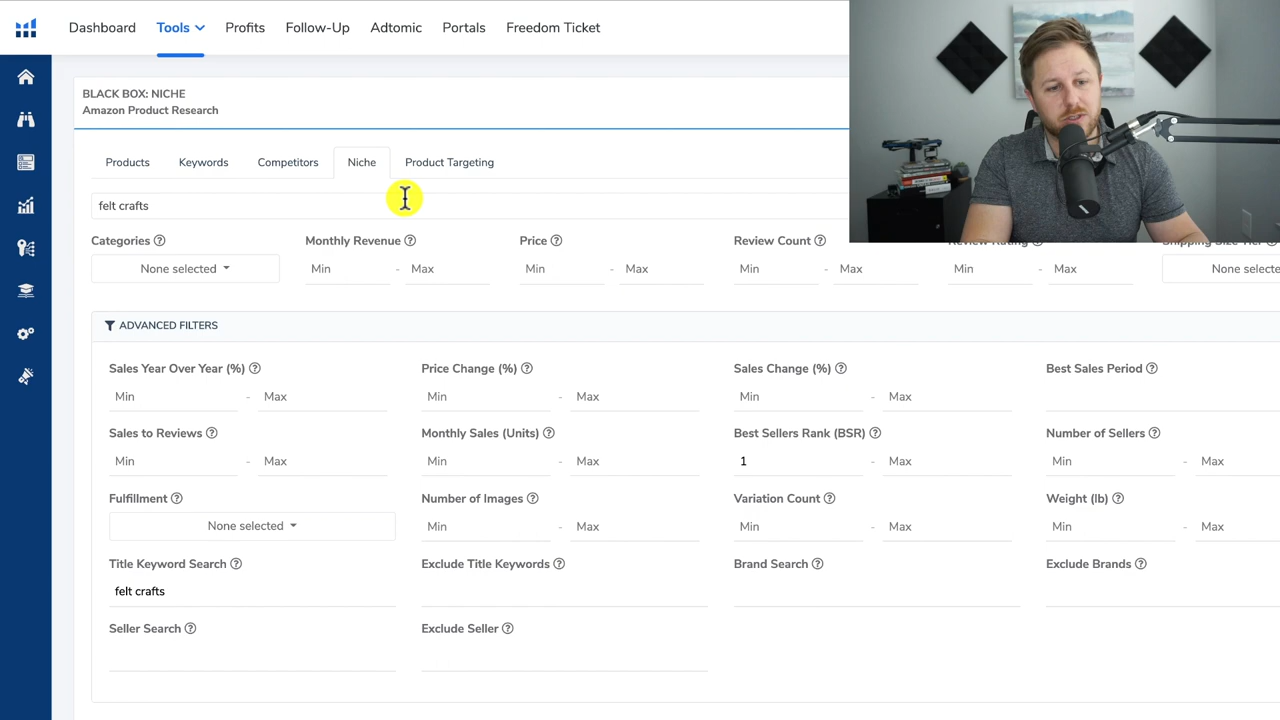 Dashboard Tools Profits Follow-Up Adtomic Portals Freedom Ticket
BLACK BOX: NICHE
Amazon Product Research
Products Keywords Competitors Niche Product Targeting
felt crafts
Categories Monthly Revenue Price Review Count Review Rating Shipping Size Tier
None selected Min - Max Min - Max Min - Max Min - Max None selecte
ADVANCED FILTERS
Sales Year Over Year (%) Price Change (%) Sales Change (%) Best Sales Period
Min - Max Min - Max Min - Max
Sales to Reviews Monthly Sales (Units) Best Sellers Rank (BSR) Number of Sellers
Min - Max Min - Max 1 - Max Min - Max
Fulfillment Number of Images Variation Count Weight (lb)
None selected Min - Max Min - Max Min - Max
Title Keyword Search Exclude Title Keywords Brand Search Exclude Brands
felt crafts
Seller Search Exclude Seller